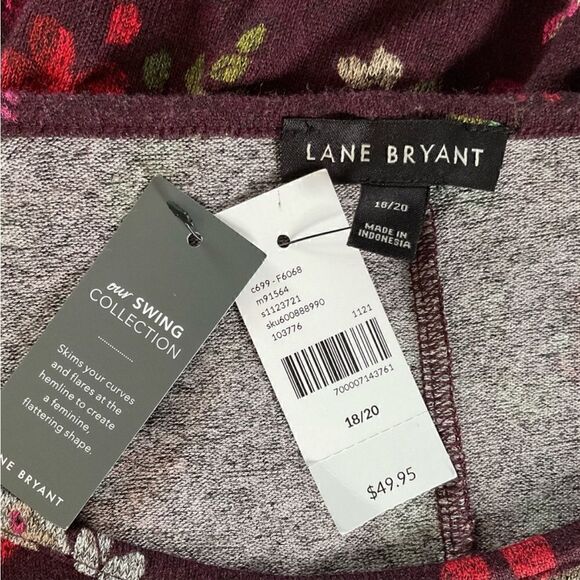 LANE BRYANT
18/20
MADE IN
INDONESIA
our SWING
COLLECTION
Skims your curves
and flares at the
hemline to create
a feminine,
flattering shape.
NE BRYANT
c699 - F6068
m91564
s1123721
sku600888990
103776
1121
700007143761
18/20
$49.95